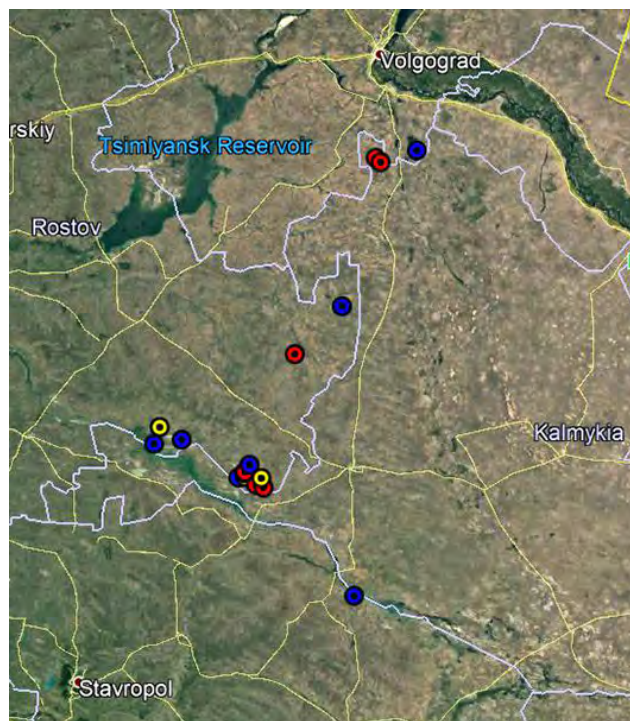 Volgograd
rskiy
Tsimlyansk Reservoir
Rostov
Kalmykia
Stavropol